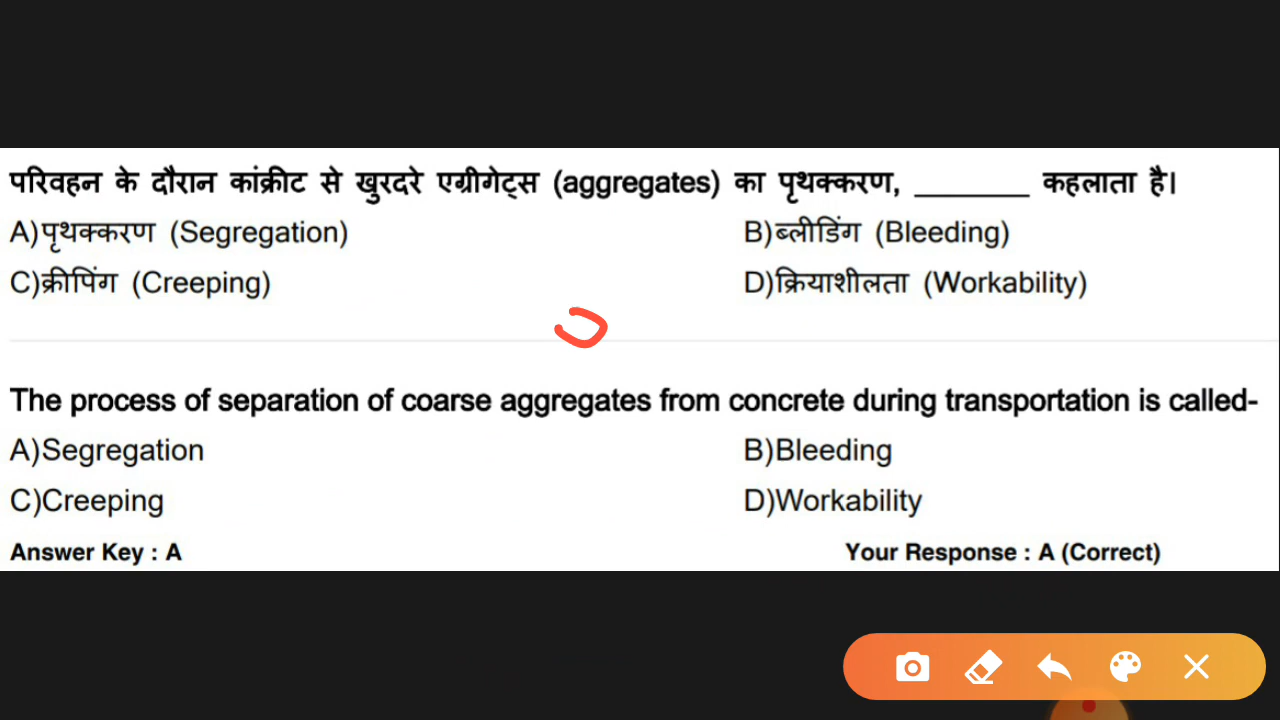 परिवहन के दौरान कांक्रीट से खुरदरे एग्रीगेट्स (aggregates) का पृथक्करण, _______ कहलाता है।
A)पृथक्करण (Segregation) B)ब्लीडिंग (Bleeding)
C)क्रीपिंग (Creeping) D)क्रियाशीलता (Workability)
The process of separation of coarse aggregates from concrete during transportation is called-
A)Segregation B)Bleeding
C)Creeping D)Workability
Answer Key : A Your Response : A (Correct)